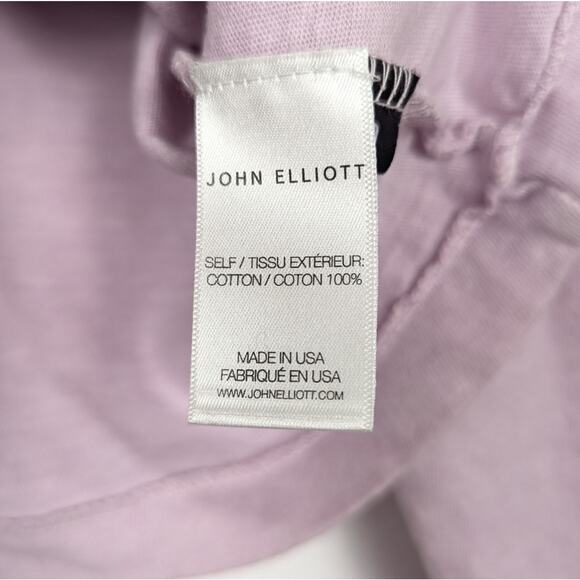 JOHN ELLIOTT
SELF / TISSU EXTÉRIEUR:
COTTON / COTON 100%
MADE IN USA
FABRIQUÉ EN USA
WWW.JOHNELLIOTT.COM